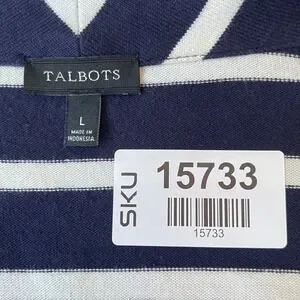 TALBOTS
L
MADE IN
INDONESIA
SKU
15733
15733